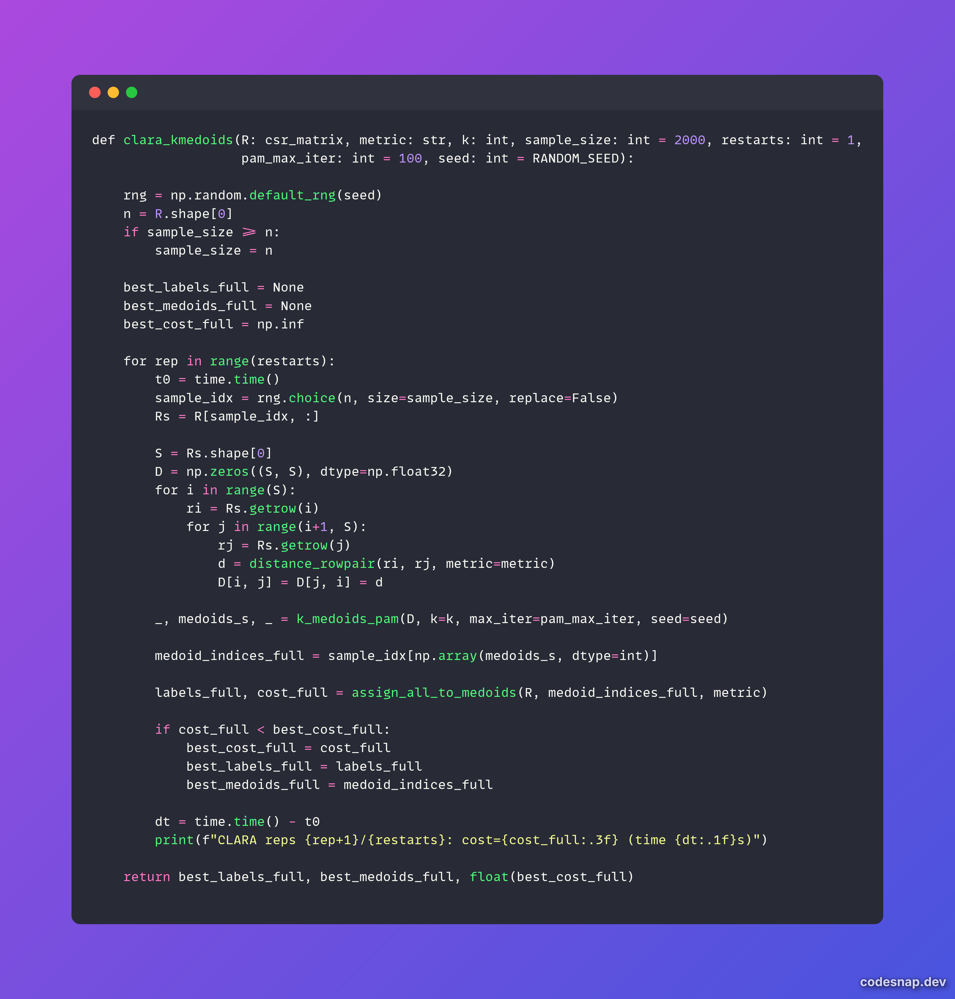 def clara_kmedoids(R: csr_matrix, metric: str, k: int, sample_size: int = 2000, restarts: int = 1,
                   pam_max_iter: int = 100, seed: int = RANDOM_SEED):

    rng = np.random.default_rng(seed)
    n = R.shape[0]
    if sample_size >= n:
        sample_size = n

    best_labels_full = None
    best_medoids_full = None
    best_cost_full = np.inf

    for rep in range(restarts):
        t0 = time.time()
        sample_idx = rng.choice(n, size=sample_size, replace=False)
        Rs = R[sample_idx, :]

        S = Rs.shape[0]
        D = np.zeros((S, S), dtype=np.float32)
        for i in range(S):
            ri = Rs.getrow(i)
            for j in range(i+1, S):
                rj = Rs.getrow(j)
                d = distance_rowpair(ri, rj, metric=metric)
                D[i, j] = D[j, i] = d

        _, medoids_s, _ = k_medoids_pam(D, k=k, max_iter=pam_max_iter, seed=seed)

        medoid_indices_full = sample_idx[np.array(medoids_s, dtype=int)]

        labels_full, cost_full = assign_all_to_medoids(R, medoid_indices_full, metric)

        if cost_full < best_cost_full:
            best_cost_full = cost_full
            best_labels_full = labels_full
            best_medoids_full = medoid_indices_full

        dt = time.time() - t0
        print(f"CLARA reps {rep+1}/{restarts}: cost={cost_full:.3f} (time {dt:.1f}s)")

    return best_labels_full, best_medoids_full, float(best_cost_full)
codesnap.dev